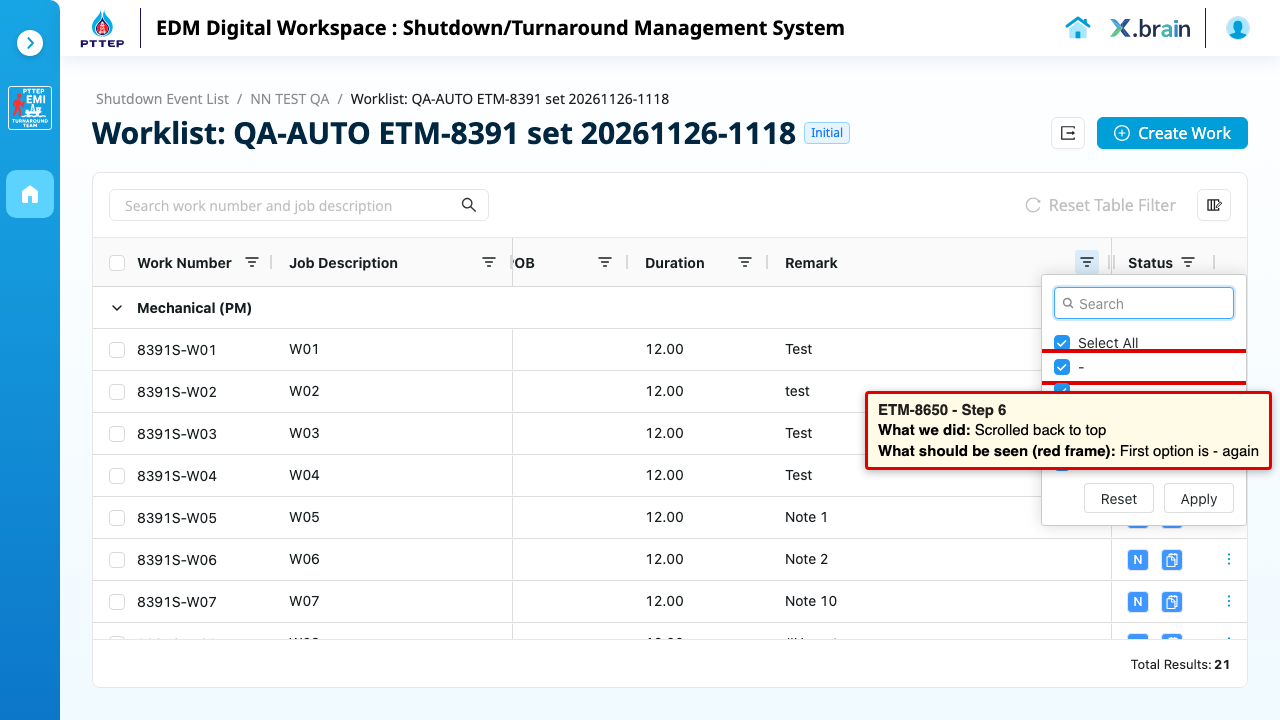 PTTEP
EDM Digital Workspace : Shutdown/Turnaround Management System
X.brain
PTTEP
EMI
TURNAROUND
TEAM
Shutdown Event List / NN TEST QA / Worklist: QA-AUTO ETM-8391 set 20261126-1118
Worklist: QA-AUTO ETM-8391 set 20261126-1118 Initial
Create Work
Search work number and job description
Reset Table Filter
Work Number Job Description OB Duration Remark Status
Search
Mechanical (PM)
Select All
8391S-W01 W01 12.00 Test
-
8391S-W02 W02 12.00 test
ETM-8650 - Step 6
What we did: Scrolled back to top
What should be seen (red frame): First option is - again
8391S-W03 W03 12.00 Test
8391S-W04 W04 12.00 Test
Reset Apply
8391S-W05 W05 12.00 Note 1
8391S-W06 W06 12.00 Note 2 N
8391S-W07 W07 12.00 Note 10 N
Total Results: 21